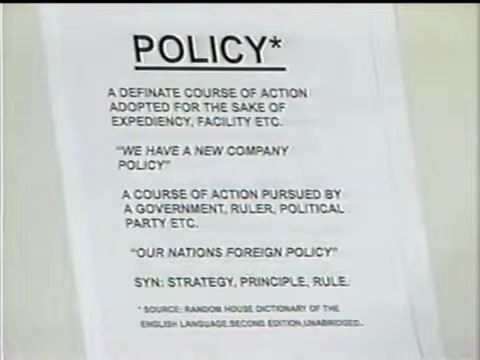 POLICY*
A DEFINATE COURSE OF ACTION
ADOPTED FOR THE SAKE OF
EXPEDIENCY, FACILITY ETC.
"WE HAVE A NEW COMPANY
POLICY"
A COURSE OF ACTION PURSUED BY
A GOVERNMENT, RULER, POLITICAL
PARTY ETC.
"OUR NATIONS FOREIGN POLICY"
SYN: STRATEGY, PRINCIPLE, RULE.
* SOURCE: RANDOM HOUSE DICTIONARY OF THE
ENGLISH LANGUAGE,SECOND EDITION,UNABRIDGED.